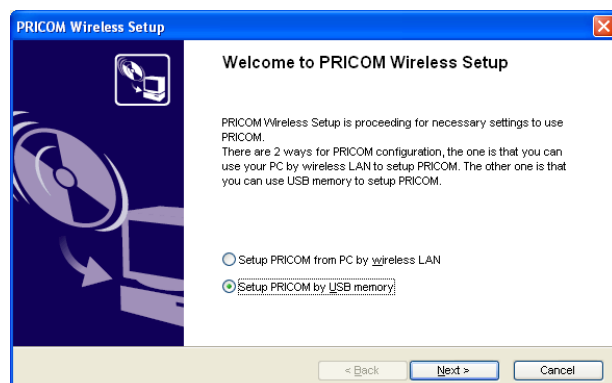 PRICOM Wireless Setup
Welcome to PRICOM Wireless Setup
PRICOM Wireless Setup is proceeding for necessary settings to use
PRICOM.
There are 2 ways for PRICOM configuration, the one is that you can
use your PC by wireless LAN to setup PRICOM. The other one is that
you can use USB memory to setup PRICOM.
Setup PRICOM from PC by wireless LAN
Setup PRICOM by USB memory
< Back Next > Cancel